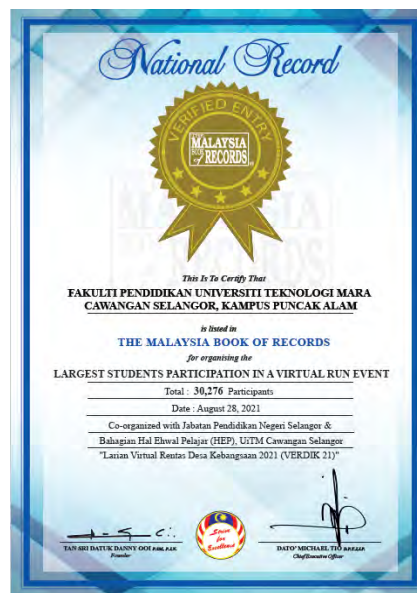 National Record
VERIFIED ENTRY
THE
MALAYSIA
BOOK
of RECORDS
This Is To Certify That
FAKULTI PENDIDIKAN UNIVERSITI TEKNOLOGI MARA
CAWANGAN SELANGOR, KAMPUS PUNCAK ALAM
is listed in
THE MALAYSIA BOOK OF RECORDS
for organising the
LARGEST STUDENTS PARTICIPATION IN A VIRTUAL RUN EVENT
Total : 30,276 Participants
Date : August 28, 2021
Co-organized with Jabatan Pendidikan Negeri Selangor &
Bahagian Hal Ehwal Pelajar (HEP), UiTM Cawangan Selangor
"Larian Virtual Rentas Desa Kebangsaan 2021 (VERDIK 21)"
Strive
for
Excellence
TAN SRI DATUK DANNY OOI
Founder
DATO' MICHAEL TIO
Chief Executive Officer